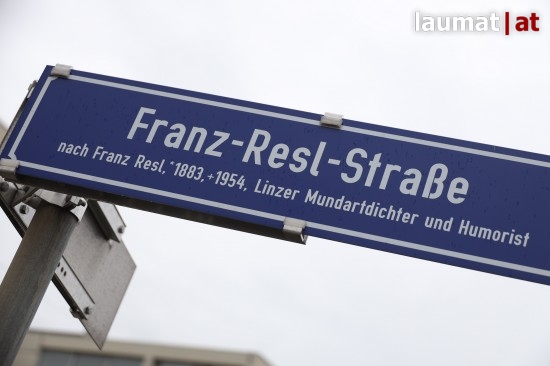 laumat|at
Franz-Resl-Straße
nach Franz Resl, *1883, +1954, Linzer Mundartdichter und Humorist